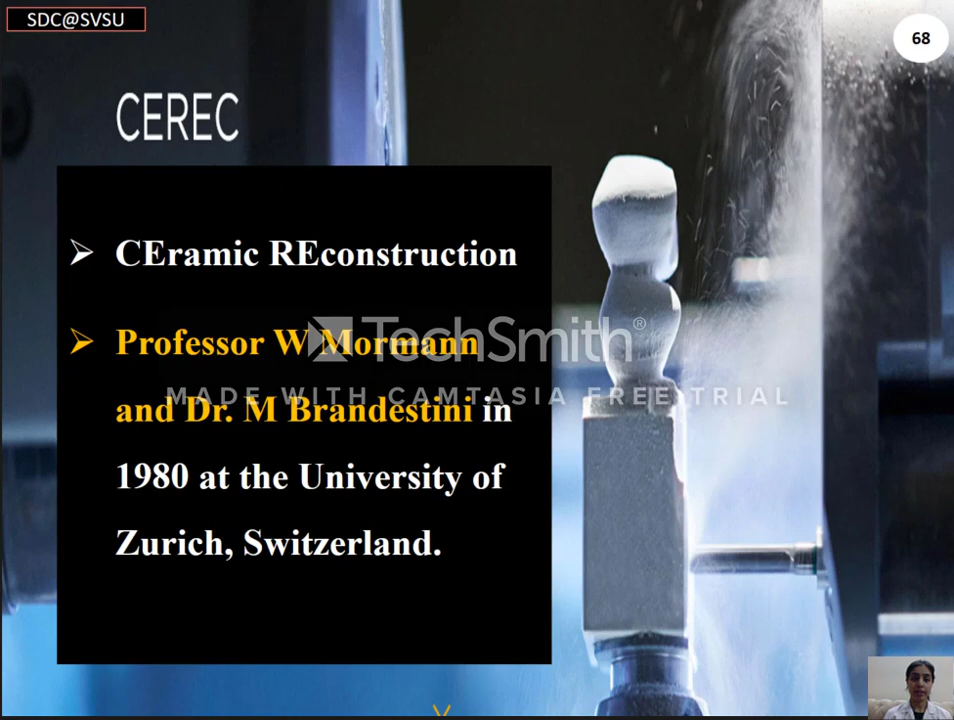 SDC@SVSU
68
CEREC
CEramic REconstruction
Professor W Mormann
and Dr. M Brandestini in
1980 at the University of
Zurich, Switzerland.
TechSmith®
MADE WITH CAMTASIA FREE TRIAL